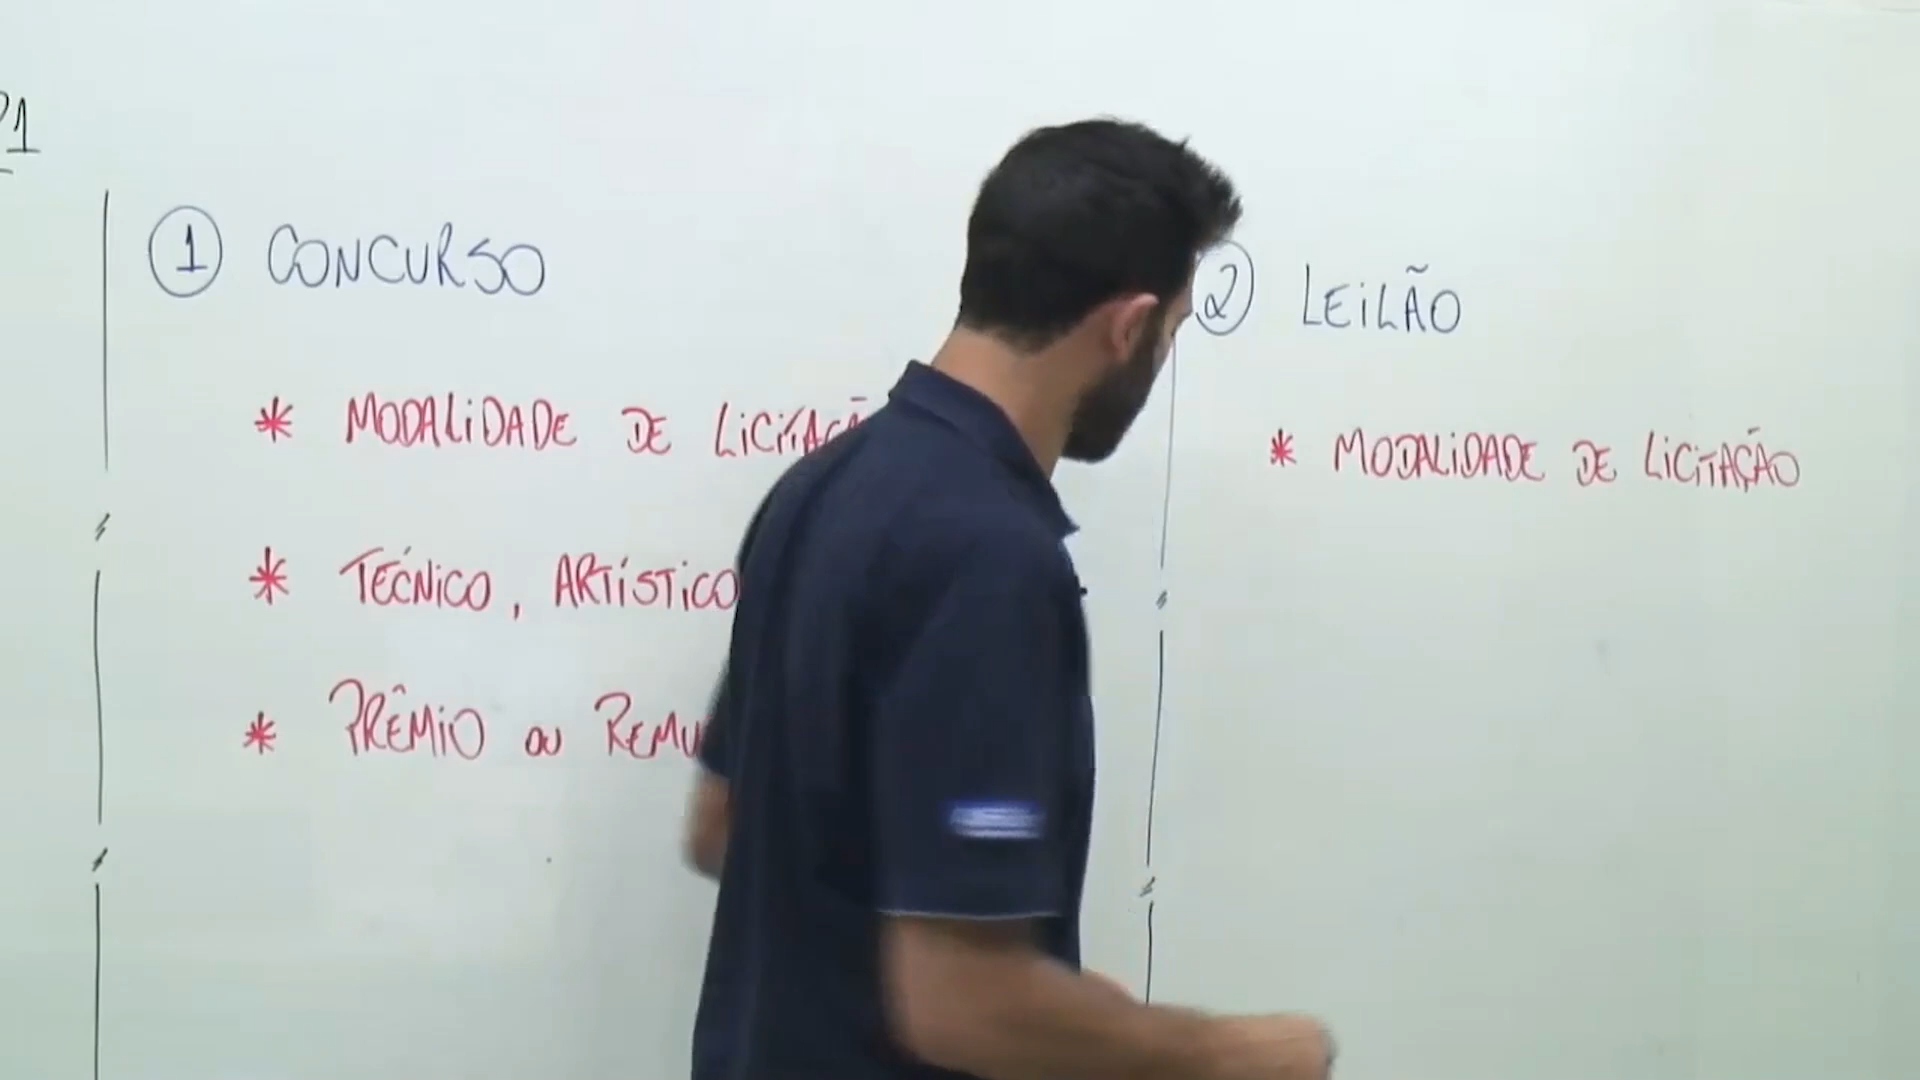 1 CONCURSO
* MODALIDADE DE
* TÉCNICO, ARTÍSTICO
* PRÊMIO OU
2 LEILÃO
* MODALIDADE DE LICITAÇÃO